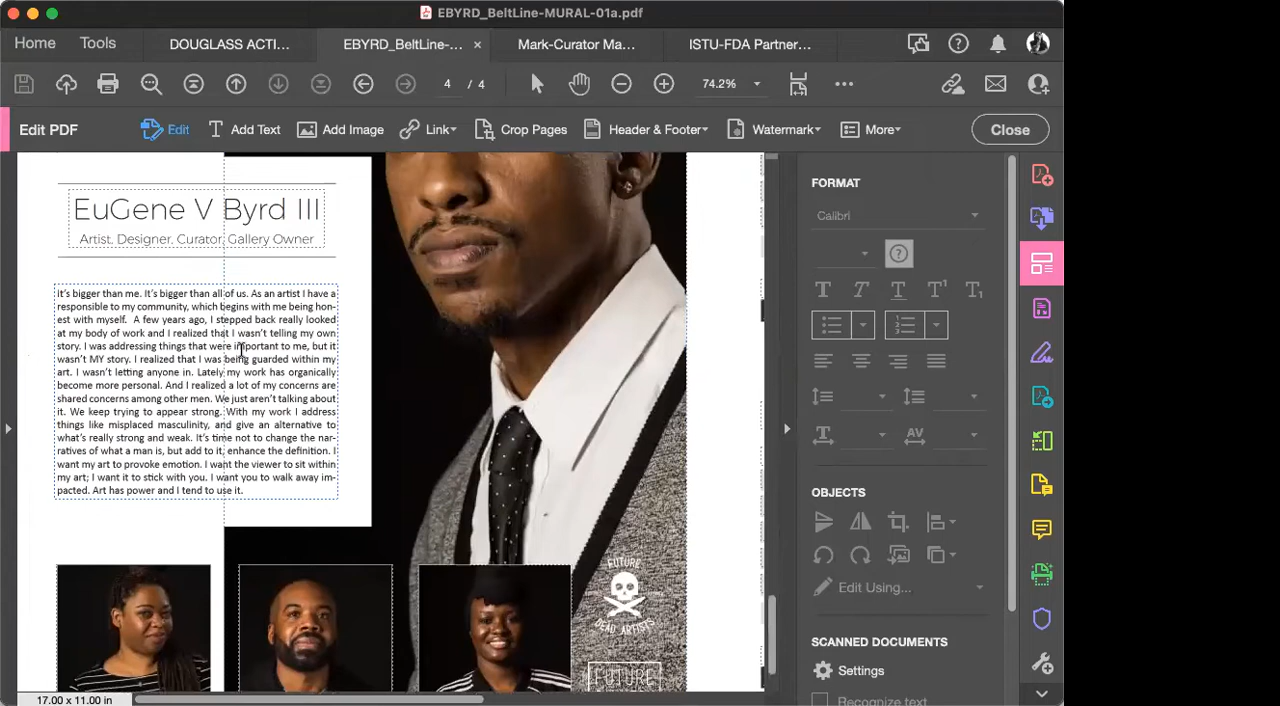 EBYRD_BeltLine-MURAL-01a.pdf
Home Tools DOUGLASS ACTI... EBYRD_BeltLine-... × Mark-Curator Ma... ISTU-FDA Partner...
4 / 4 74.2%
Edit PDF Edit Add Text Add Image Link Crop Pages Header & Footer Watermark More Close
EuGene V Byrd III
Artist. Designer. Curator. Gallery Owner
It's bigger than me. It's bigger than all of us. As an artist I have a
responsible to my community, which begins with me being hon-
est with myself. A few years ago, I stepped back really looked
at my body of work and I realized that I wasn't telling my own
story. I was addressing things that were important to me, but it
wasn't MY story. I realized that I was being guarded within my
art. I wasn't letting anyone in. Lately my work has organically
become more personal. And I realized a lot of my concerns are
shared concerns among other men. We just aren't talking about
it. We keep trying to appear strong. With my work I address
things like misplaced masculinity, and give an alternative to
what's really strong and weak. It's time not to change the nar-
ratives of what a man is, but add to it, enhance the definition. I
want my art to provoke emotion. I want the viewer to sit within
my art; I want it to stick with you. I want you to walk away im-
pacted. Art has power and I tend to use it.
FUTURE
DEAD ARTISTS
FUTURE
17.00 x 11.00 in
FORMAT
Calibri
OBJECTS
Edit Using...
SCANNED DOCUMENTS
Settings
Recognize text